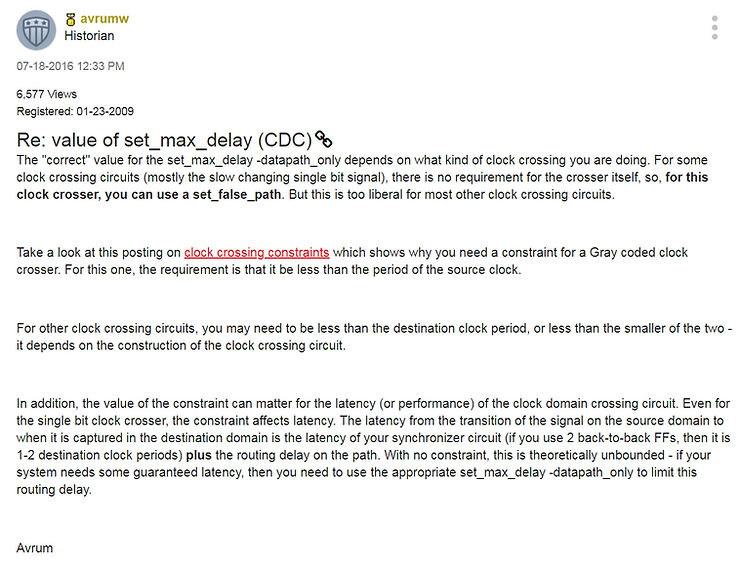 avrumw
Historian
07-18-2016 12:33 PM
6,577 Views
Registered: 01-23-2009
Re: value of set_max_delay (CDC)
The "correct" value for the set_max_delay -datapath_only depends on what kind of clock crossing you are doing. For some
clock crossing circuits (mostly the slow changing single bit signal), there is no requirement for the crosser itself, so, for this
clock crosser, you can use a set_false_path. But this is too liberal for most other clock crossing circuits.
Take a look at this posting on clock crossing constraints which shows why you need a constraint for a Gray coded clock
crosser. For this one, the requirement is that it be less than the period of the source clock.
For other clock crossing circuits, you may need to be less than the destination clock period, or less than the smaller of the two -
it depends on the construction of the clock crossing circuit.
In addition, the value of the constraint can matter for the latency (or performance) of the clock domain crossing circuit. Even for
the single bit clock crosser, the constraint affects latency. The latency from the transition of the signal on the source domain to
when it is captured in the destination domain is the latency of your synchronizer circuit (if you use 2 back-to-back FFs, then it is
1-2 destination clock periods) plus the routing delay on the path. With no constraint, this is theoretically unbounded - if your
system needs some guaranteed latency, then you need to use the appropriate set_max_delay -datapath_only to limit this
routing delay.
Avrum